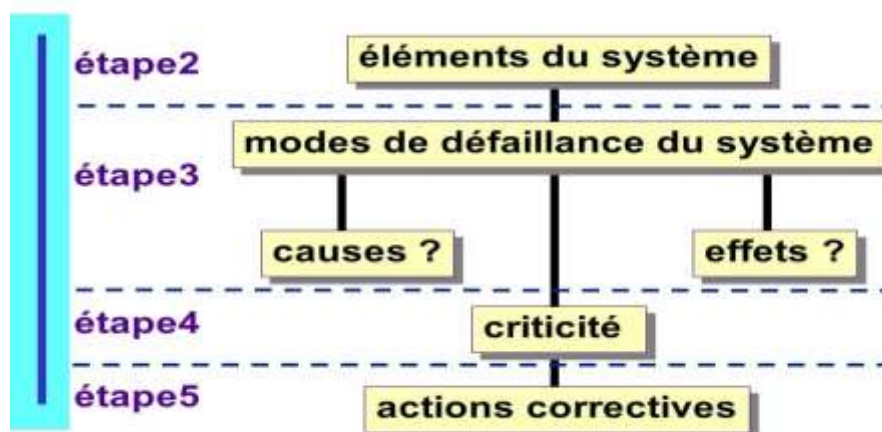 étape2
éléments du système
modes de défaillance du système
étape3
causes ?
effets ?
étape4
criticité
étape5
actions correctives